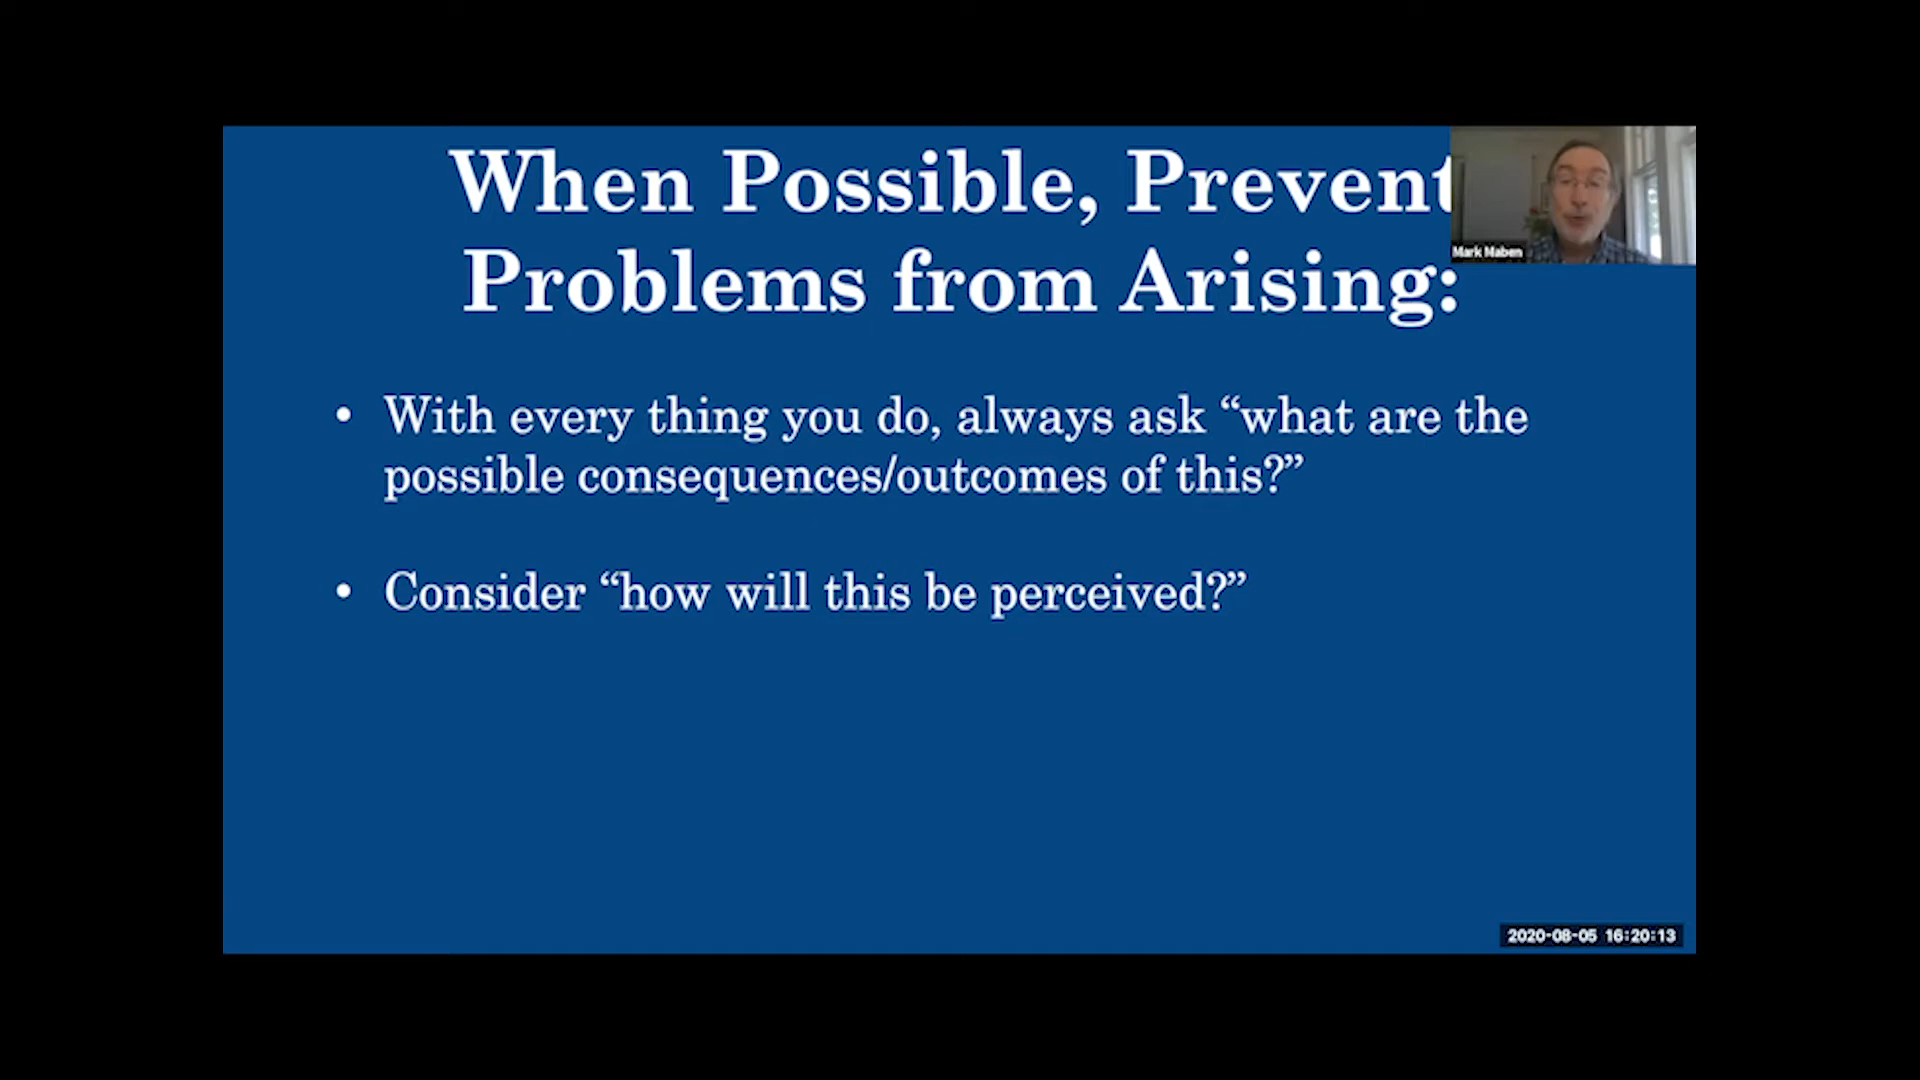 When Possible, Prevent
Problems from Arising:
Mark Maben
• With every thing you do, always ask “what are the
possible consequences/outcomes of this?”
• Consider “how will this be perceived?”
2020-08-05 16:20:13